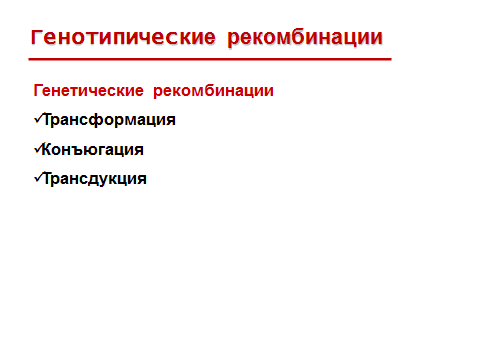 Генотипические рекомбинации
Генетические рекомбинации
✓Трансформация
✓Конъюгация
✓Трансдукция